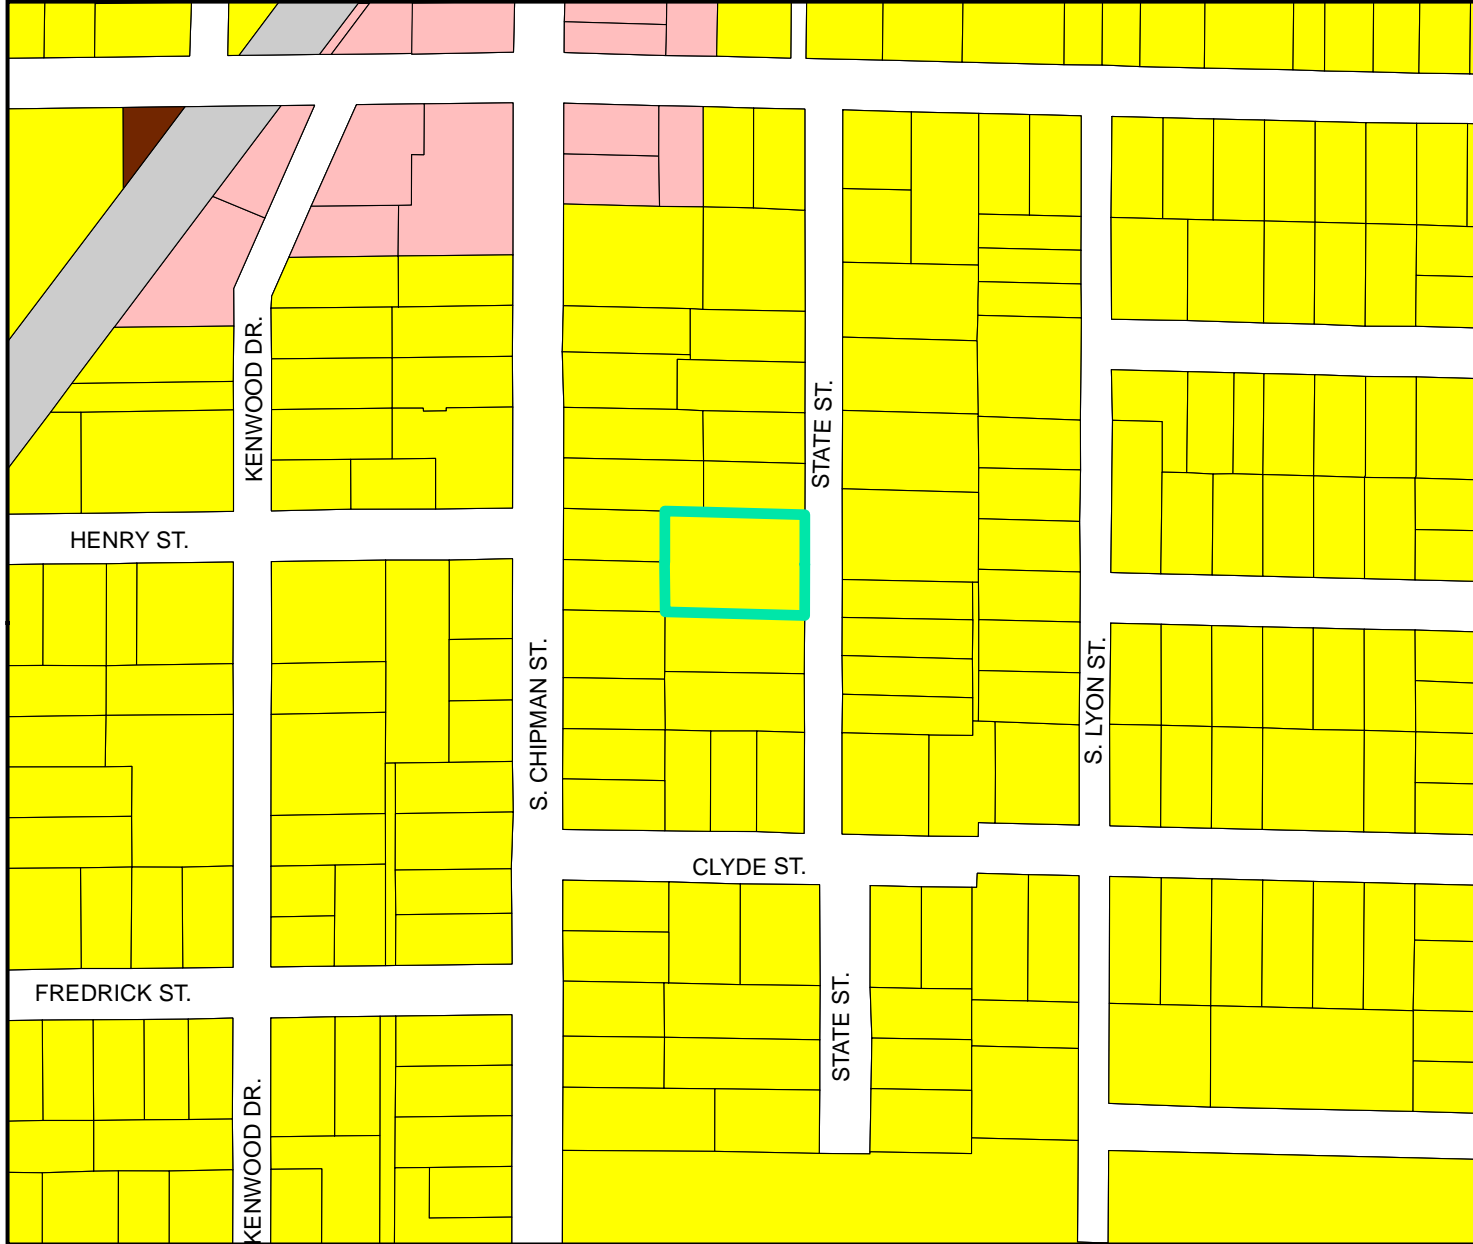 KENWOOD DR.
STATE ST.
HENRY ST.
S. CHIPMAN ST.
S. LYON ST.
CLYDE ST.
FREDRICK ST.
STATE ST.
KENWOOD DR.